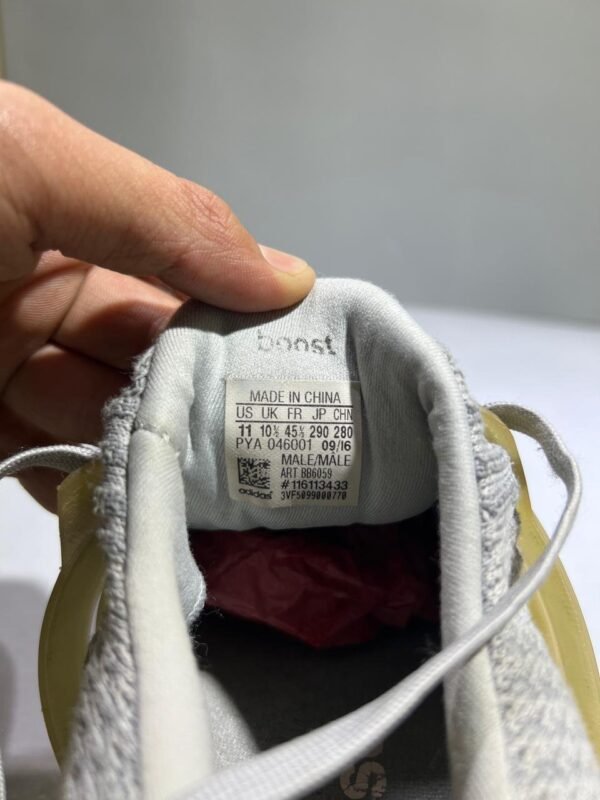 boost
MADE IN CHINA
US UK FR JP CHN
11 10½ 45⅓ 290 280
PYA 046001 09/16
MALE/MÂLE
ART BB6059
#116113433
adidas
3VF5099000770